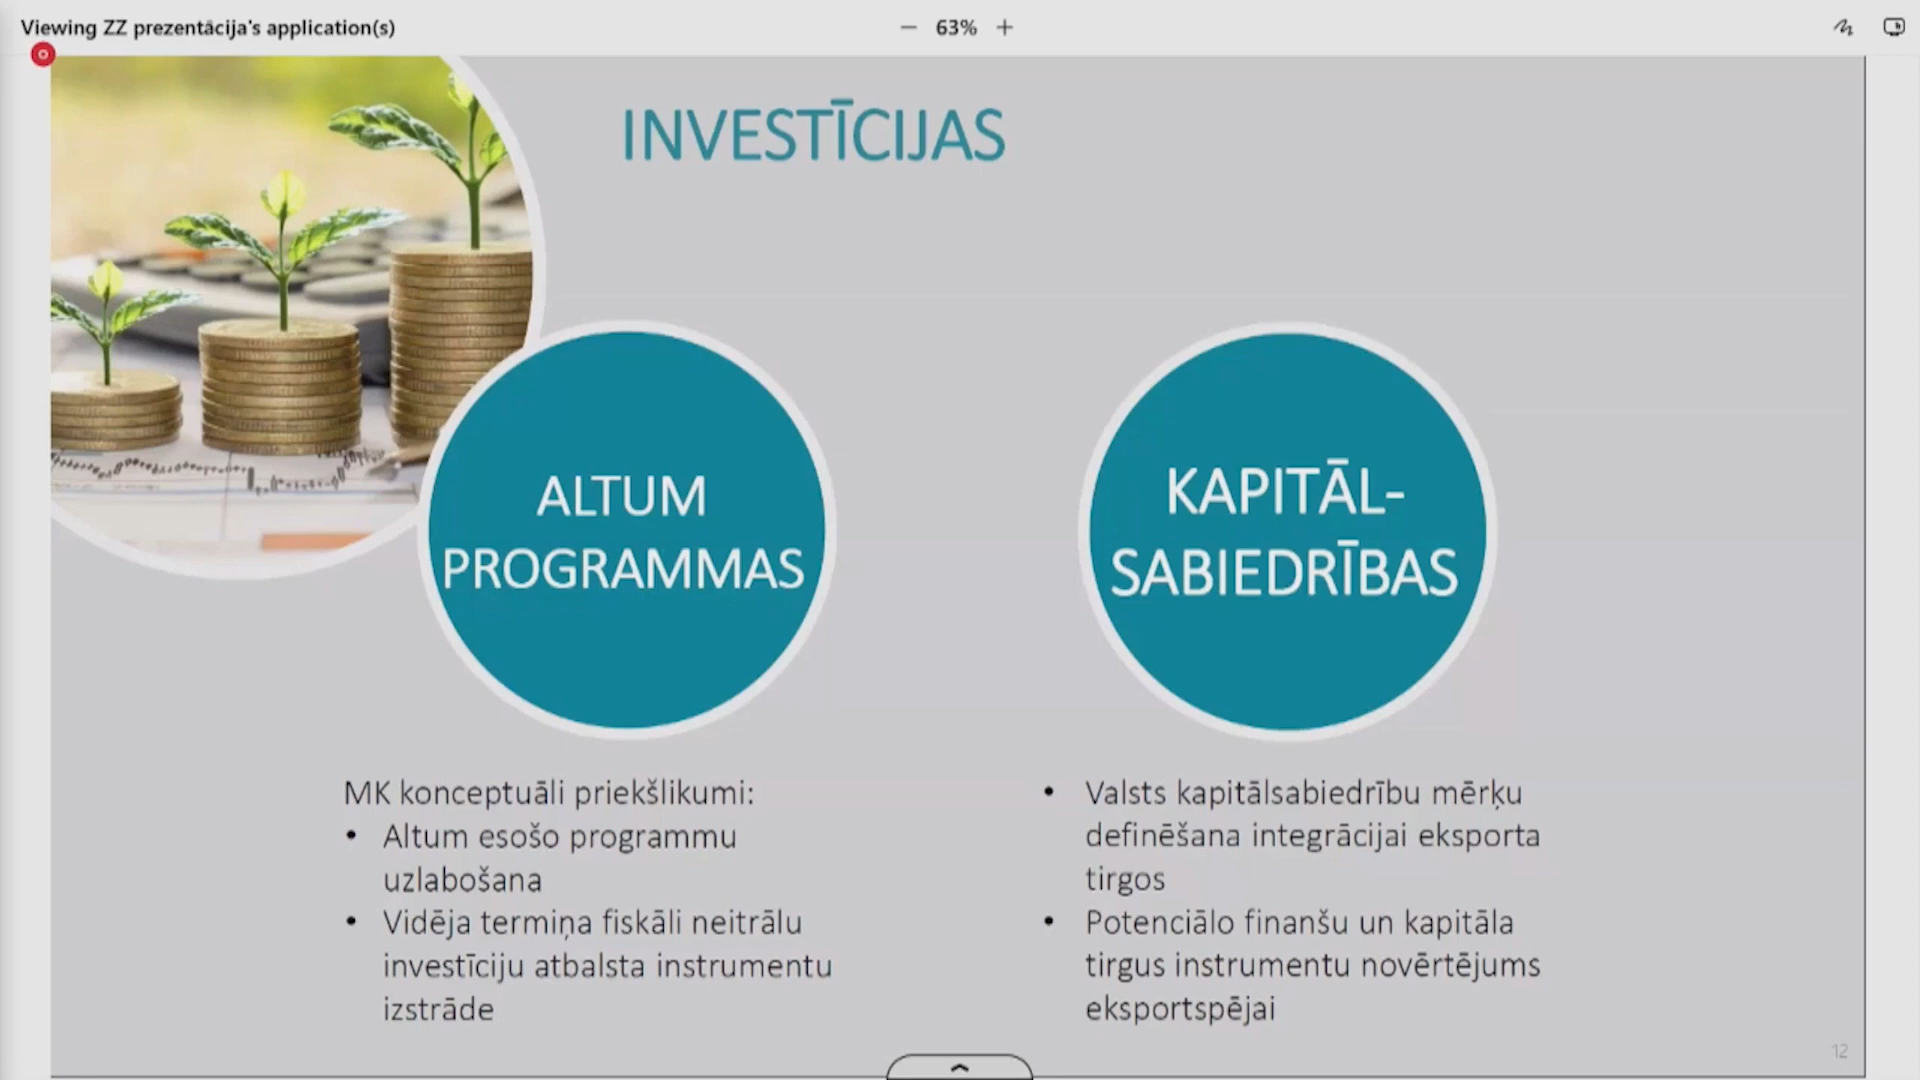 Viewing ZZ prezentācija's application(s)
63%
INVESTĪCIJAS
ALTUM
PROGRAMMAS
KAPITĀL-
SABIEDRĪBAS
MK konceptuāli priekšlikumi:
• Altum esošo programmu
uzlabošana
• Vidēja termiņa fiskāli neitrālu
investīciju atbalsta instrumentu
izstrāde
• Valsts kapitālsabiedrību mērķu
definēšana integrācijai eksporta
tirgos
• Potenciālo finanšu un kapitāla
tirgus instrumentu novērtējums
eksportspējai
12